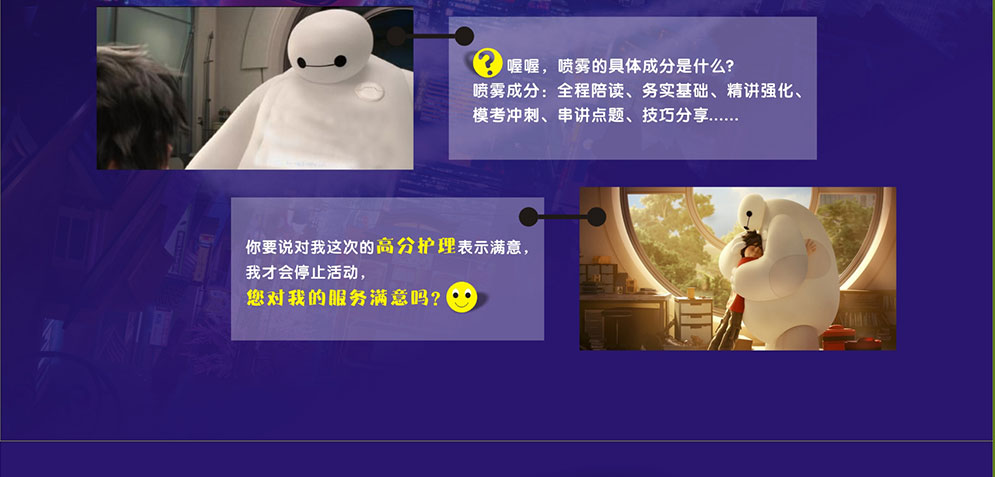 ?喔喔，喷雾的具体成分是什么?
喷雾成分：全程陪读、务实基础、精讲强化、
模考冲刺、串讲点题、技巧分享......
你要说对我这次的高分护理表示满意，
我才会停止活动，
您对我的服务满意吗?